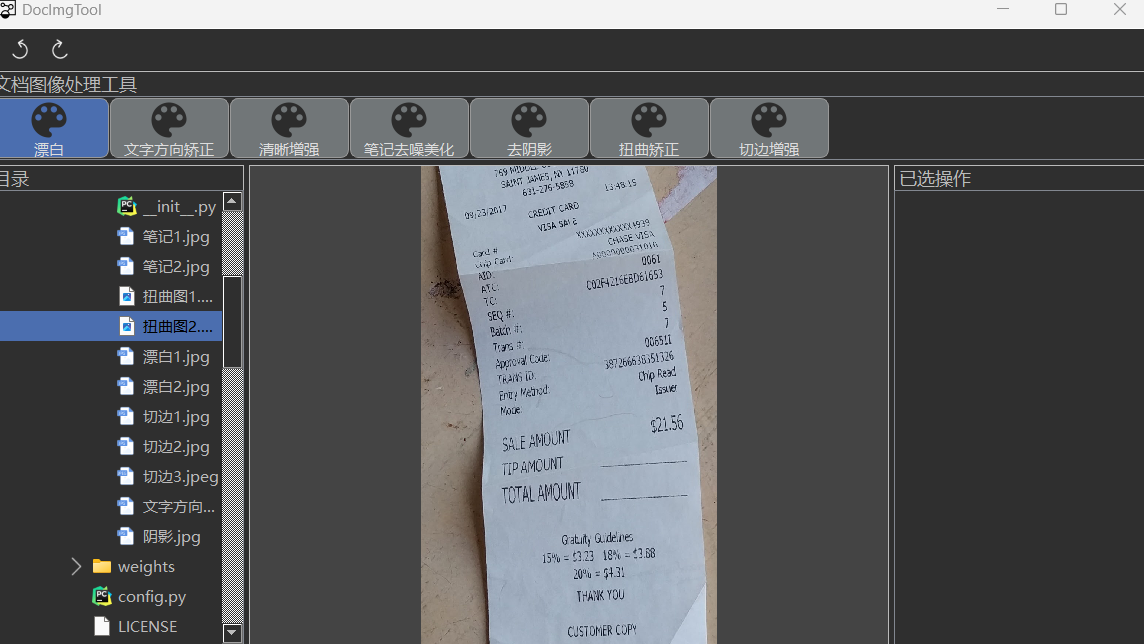 DocImgTool
文档图像处理工具
漂白
文字方向矫正
清晰增强
笔记去噪美化
去阴影
扭曲矫正
切边增强
目录
__init__.py
笔记1.jpg
笔记2.jpg
扭曲图1....
扭曲图2....
漂白1.jpg
漂白2.jpg
切边1.jpg
切边2.jpg
切边3.jpeg
文字方向...
阴影.jpg
weights
config.py
LICENSE
SAINT JAMES, NY 11780
631-276-5858
09/23/2017 13:48:15
CREDIT CARD
VISA SALE
Card # XXXXXXXXXXXX4939
Chip Card: CHASE VISA
AID: A0000000031010
ATC: 0061
TC: C02F4216EBD61653
SEQ #: 7
Batch #: 5
Trans #: 7
Approval Code: 006511
TRANS ID: 387266638351326
Entry Method: Chip Read
Mode: Issuer
SALE AMOUNT $21.56
TIP AMOUNT
TOTAL AMOUNT
Gratuity Guidelines
15% = $3.23 18% = $3.88
20% = $4.31
THANK YOU
CUSTOMER COPY
已选操作